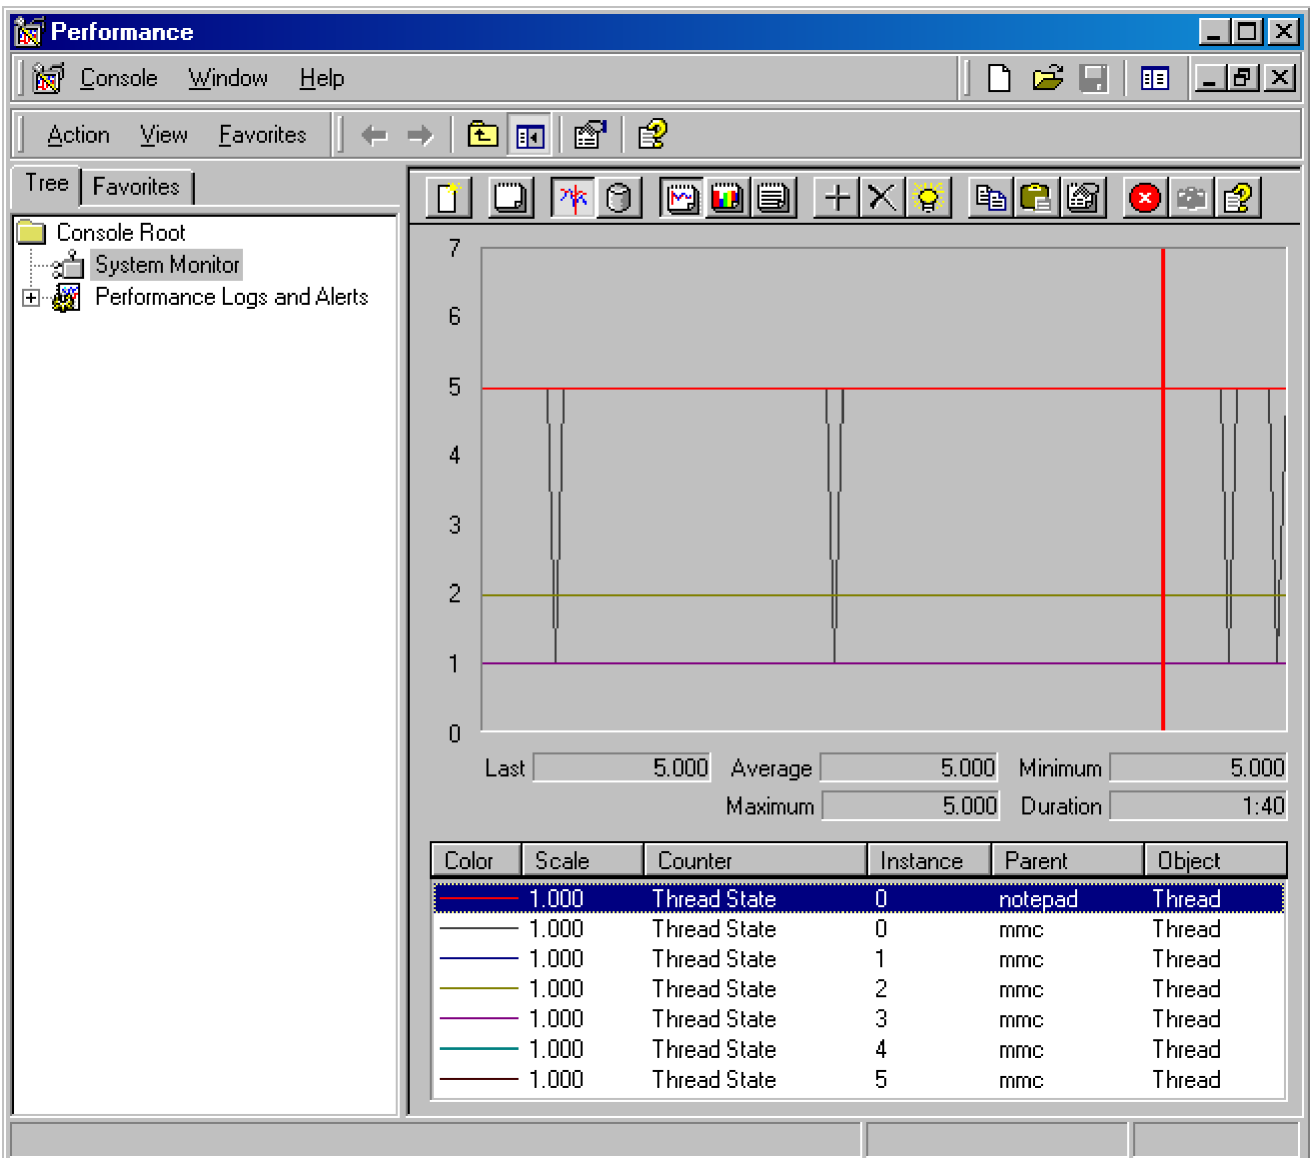 Performance
Console Window Help
Action View Favorites
Tree Favorites
Console Root
System Monitor
Performance Logs and Alerts
7
6
5
4
3
2
1
0
Last 5.000 Average 5.000 Minimum 5.000
Maximum 5.000 Duration 1:40
Color Scale Counter Instance Parent Object
1.000 Thread State 0 notepad Thread
1.000 Thread State 0 mmc Thread
1.000 Thread State 1 mmc Thread
1.000 Thread State 2 mmc Thread
1.000 Thread State 3 mmc Thread
1.000 Thread State 4 mmc Thread
1.000 Thread State 5 mmc Thread